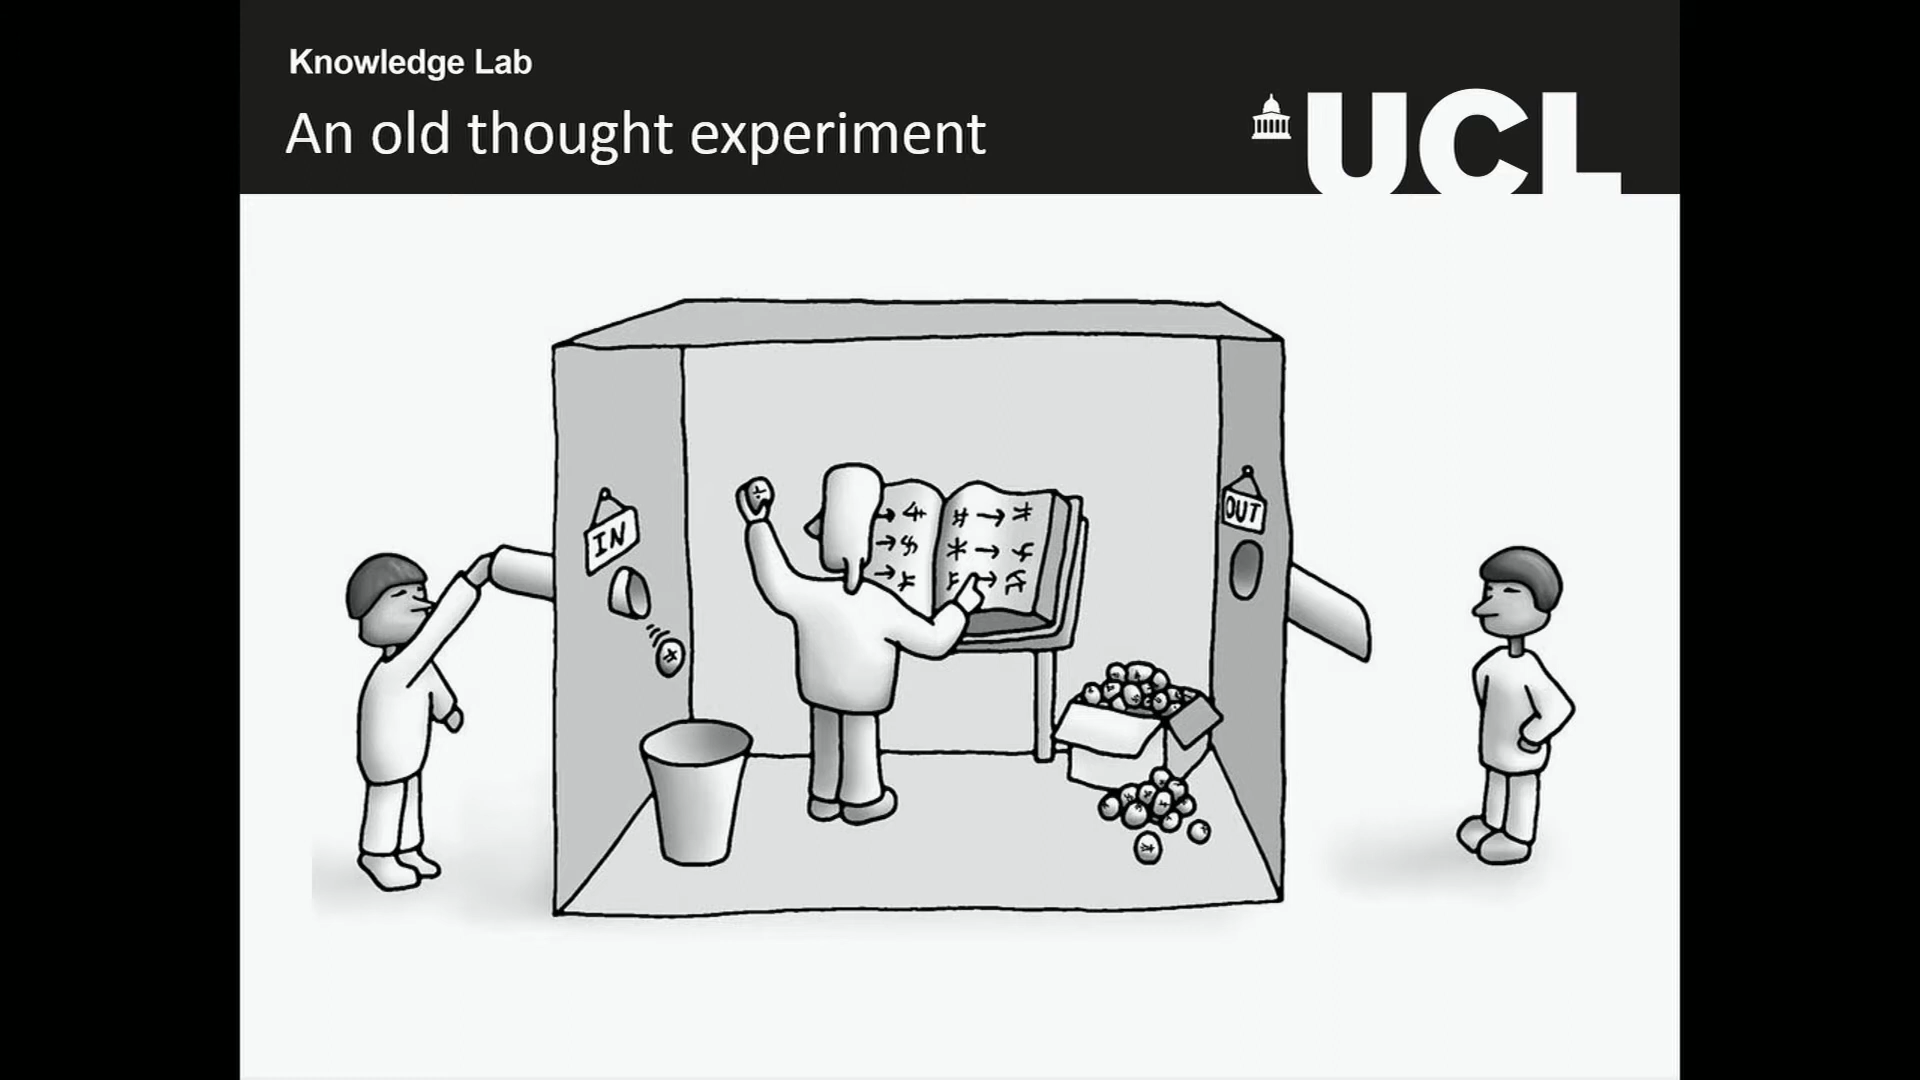 Knowledge Lab
An old thought experiment
UCL
IN
OUT